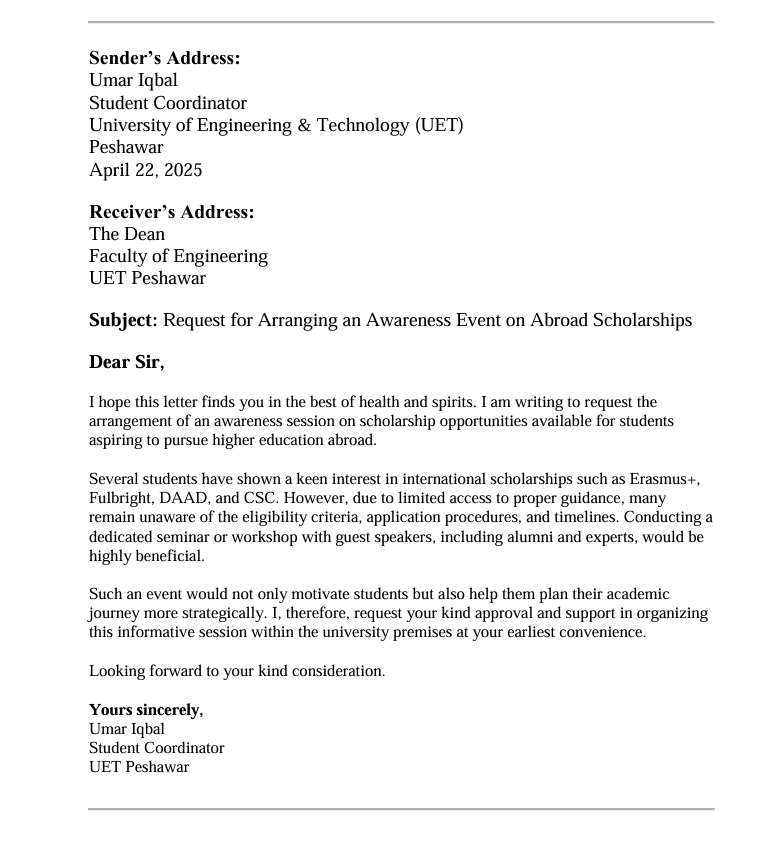 Sender’s Address:
Umar Iqbal
Student Coordinator
University of Engineering & Technology (UET)
Peshawar
April 22, 2025
Receiver’s Address:
The Dean
Faculty of Engineering
UET Peshawar
Subject: Request for Arranging an Awareness Event on Abroad Scholarships
Dear Sir,
I hope this letter finds you in the best of health and spirits. I am writing to request the
arrangement of an awareness session on scholarship opportunities available for students
aspiring to pursue higher education abroad.
Several students have shown a keen interest in international scholarships such as Erasmus+,
Fulbright, DAAD, and CSC. However, due to limited access to proper guidance, many
remain unaware of the eligibility criteria, application procedures, and timelines. Conducting a
dedicated seminar or workshop with guest speakers, including alumni and experts, would be
highly beneficial.
Such an event would not only motivate students but also help them plan their academic
journey more strategically. I, therefore, request your kind approval and support in organizing
this informative session within the university premises at your earliest convenience.
Looking forward to your kind consideration.
Yours sincerely,
Umar Iqbal
Student Coordinator
UET Peshawar